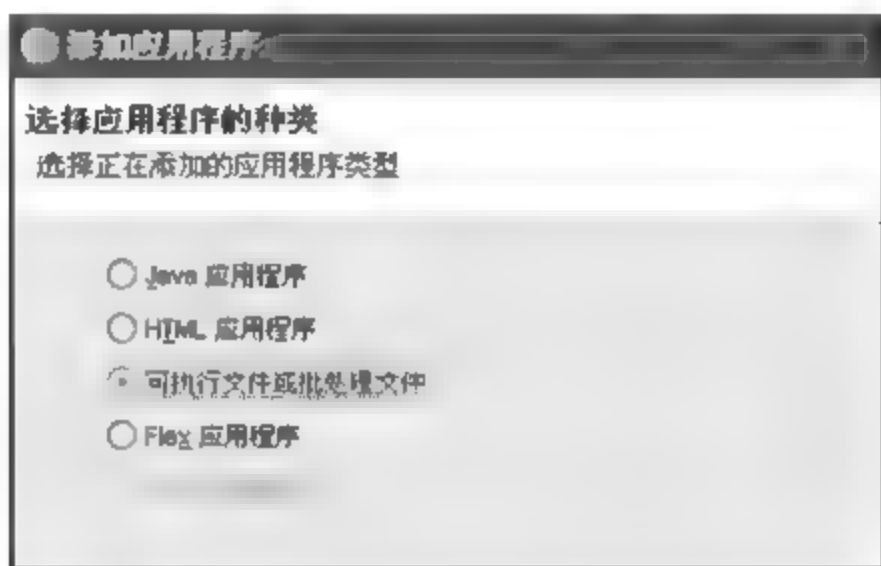 添加应用程序
选择应用程序的种类
选择正在添加的应用程序类型
Java 应用程序
HTML 应用程序
可执行文件或批处理文件
Flex 应用程序